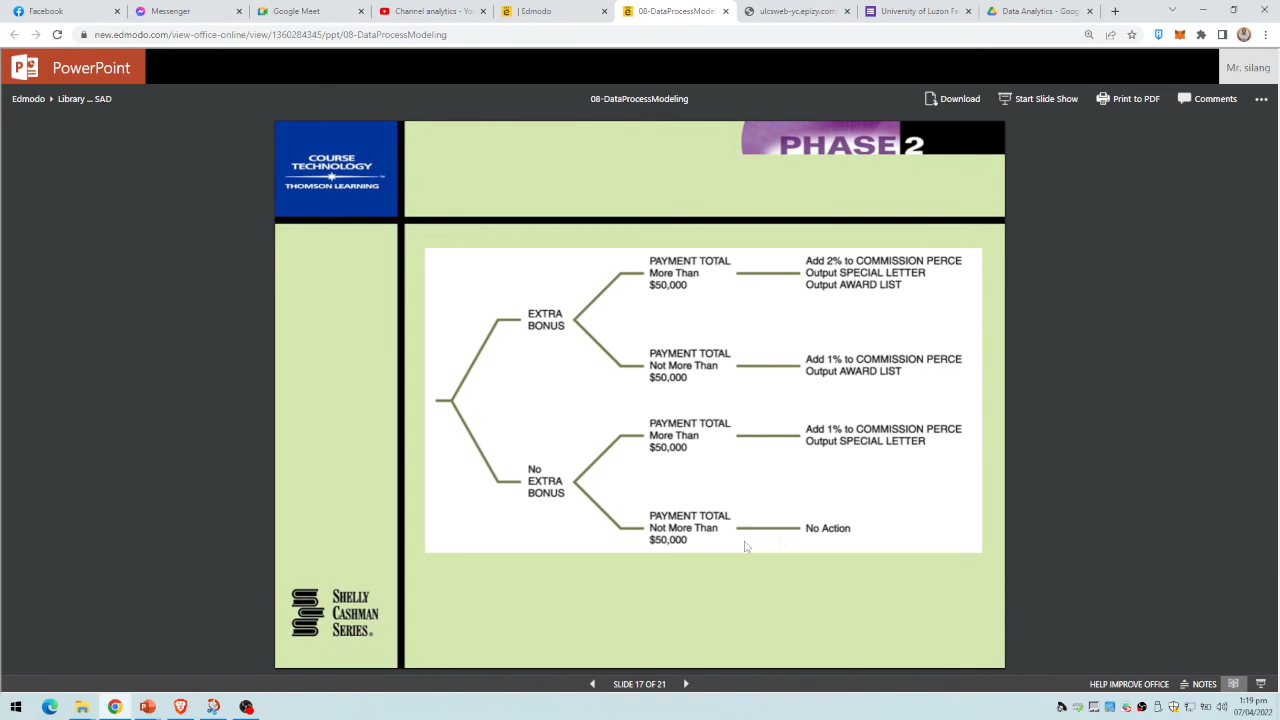 Facebook
Messenger
Google Meet
Channel analytics - Yo
Edmodo
08-DataProcessModel
ulcsweb-ycepizy.com
University of Luzon Fa
Data Analytics - Goog
new.edmodo.com/view-office-online/view/1360284345/ppt/08-DataProcessModeling
PowerPoint
Mr. silang
Edmodo
Library ... SAD
08-DataProcessModeling
Download
Start Slide Show
Print to PDF
Comments
COURSE
TECHNOLOGY
THOMSON LEARNING
PHASE 2
PAYMENT TOTAL
More Than
$50,000
Add 2% to COMMISSION PERCE
Output SPECIAL LETTER
Output AWARD LIST
EXTRA
BONUS
PAYMENT TOTAL
Not More Than
$50,000
Add 1% to COMMISSION PERCE
Output AWARD LIST
PAYMENT TOTAL
More Than
$50,000
Add 1% to COMMISSION PERCE
Output SPECIAL LETTER
No
EXTRA
BONUS
PAYMENT TOTAL
Not More Than
$50,000
No Action
SHELLY
CASHMAN
SERIES®
SLIDE 17 OF 21
HELP IMPROVE OFFICE
NOTES
1:19 pm
07/04/2022